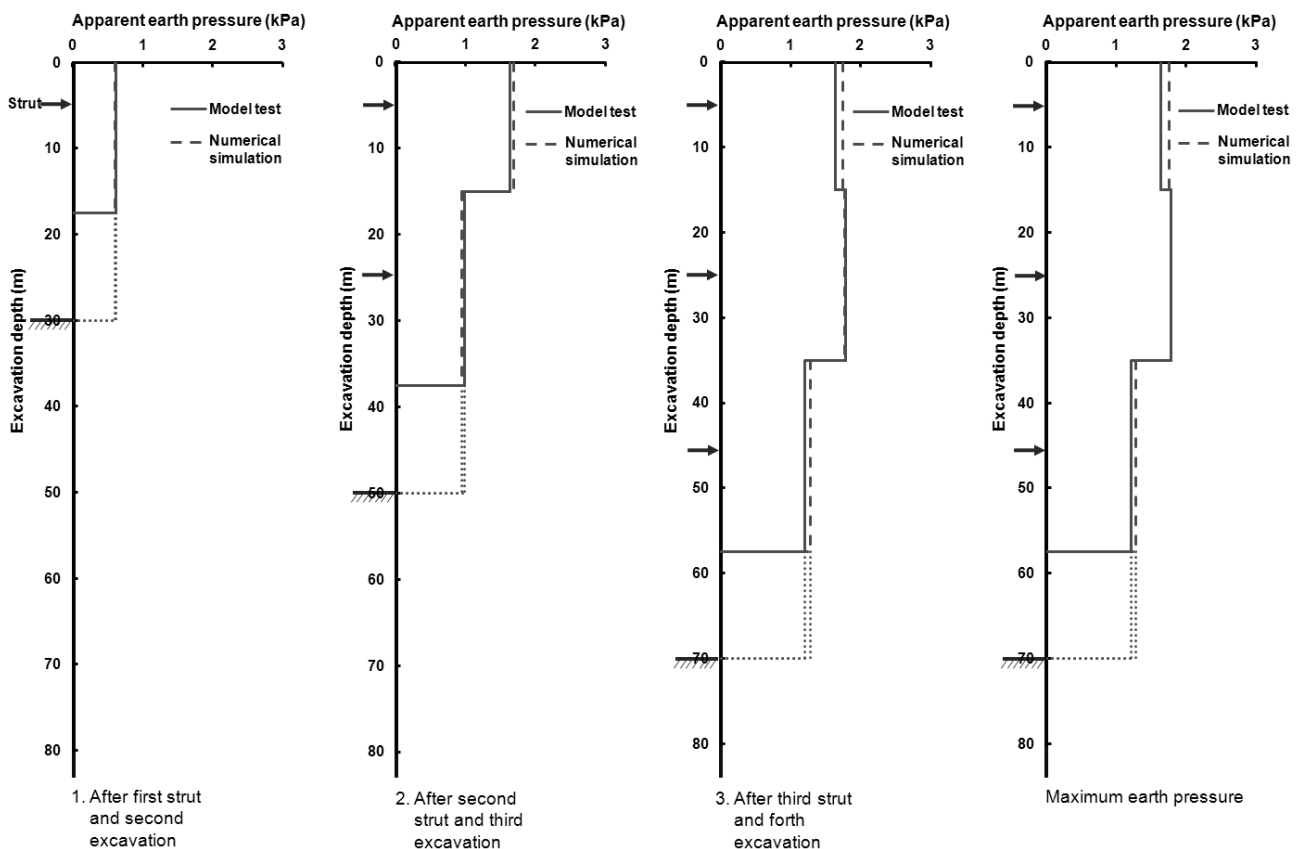 Apparent earth pressure (kPa)
0 1 2 3
0
Strut
10
20
30
40
50
60
70
80
Excavation depth (m)
Model test
Numerical
simulation
1. After first strut
and second
excavation
Apparent earth pressure (kPa)
0 1 2 3
0
10
20
30
40
50
60
70
80
Excavation depth (m)
Model test
Numerical
simulation
2. After second
strut and third
excavation
Apparent earth pressure (kPa)
0 1 2 3
0
10
20
30
40
50
60
70
80
Excavation depth (m)
Model test
Numerical
simulation
3. After third strut
and forth
excavation
Apparent earth pressure (kPa)
0 1 2 3
0
10
20
30
40
50
60
70
80
Excavation depth (m)
Model test
Numerical
simulation
Maximum earth pressure